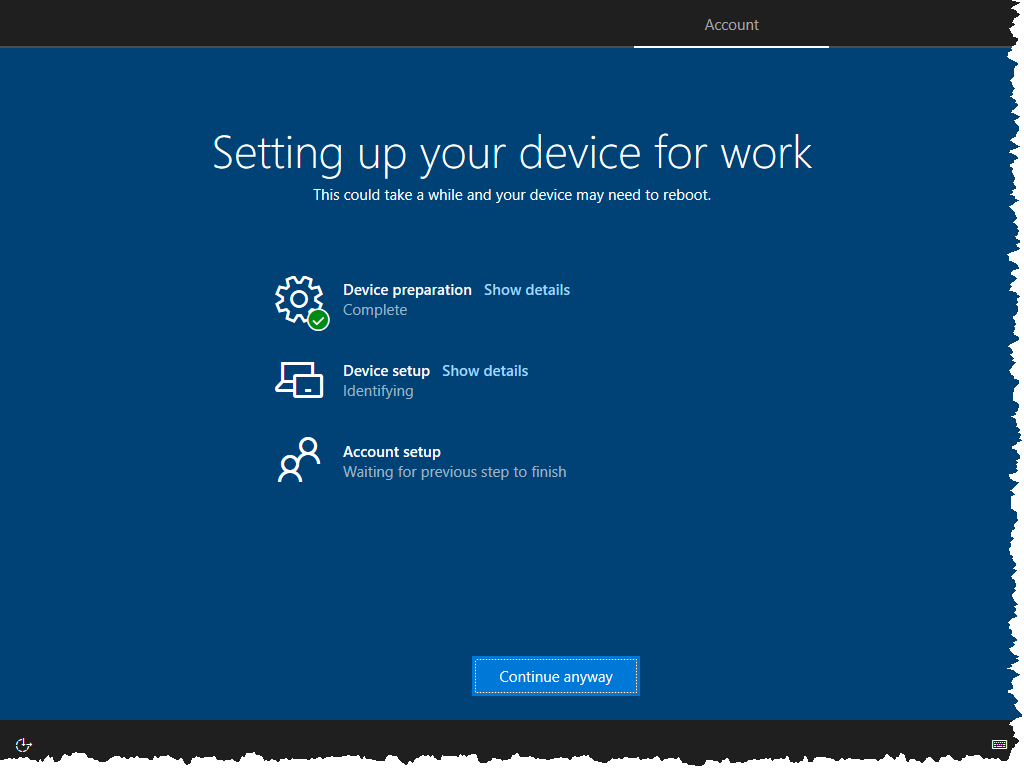 Account
Setting up your device for work
This could take a while and your device may need to reboot.
Device preparation Show details
Complete
Device setup Show details
Identifying
Account setup
Waiting for previous step to finish
Continue anyway